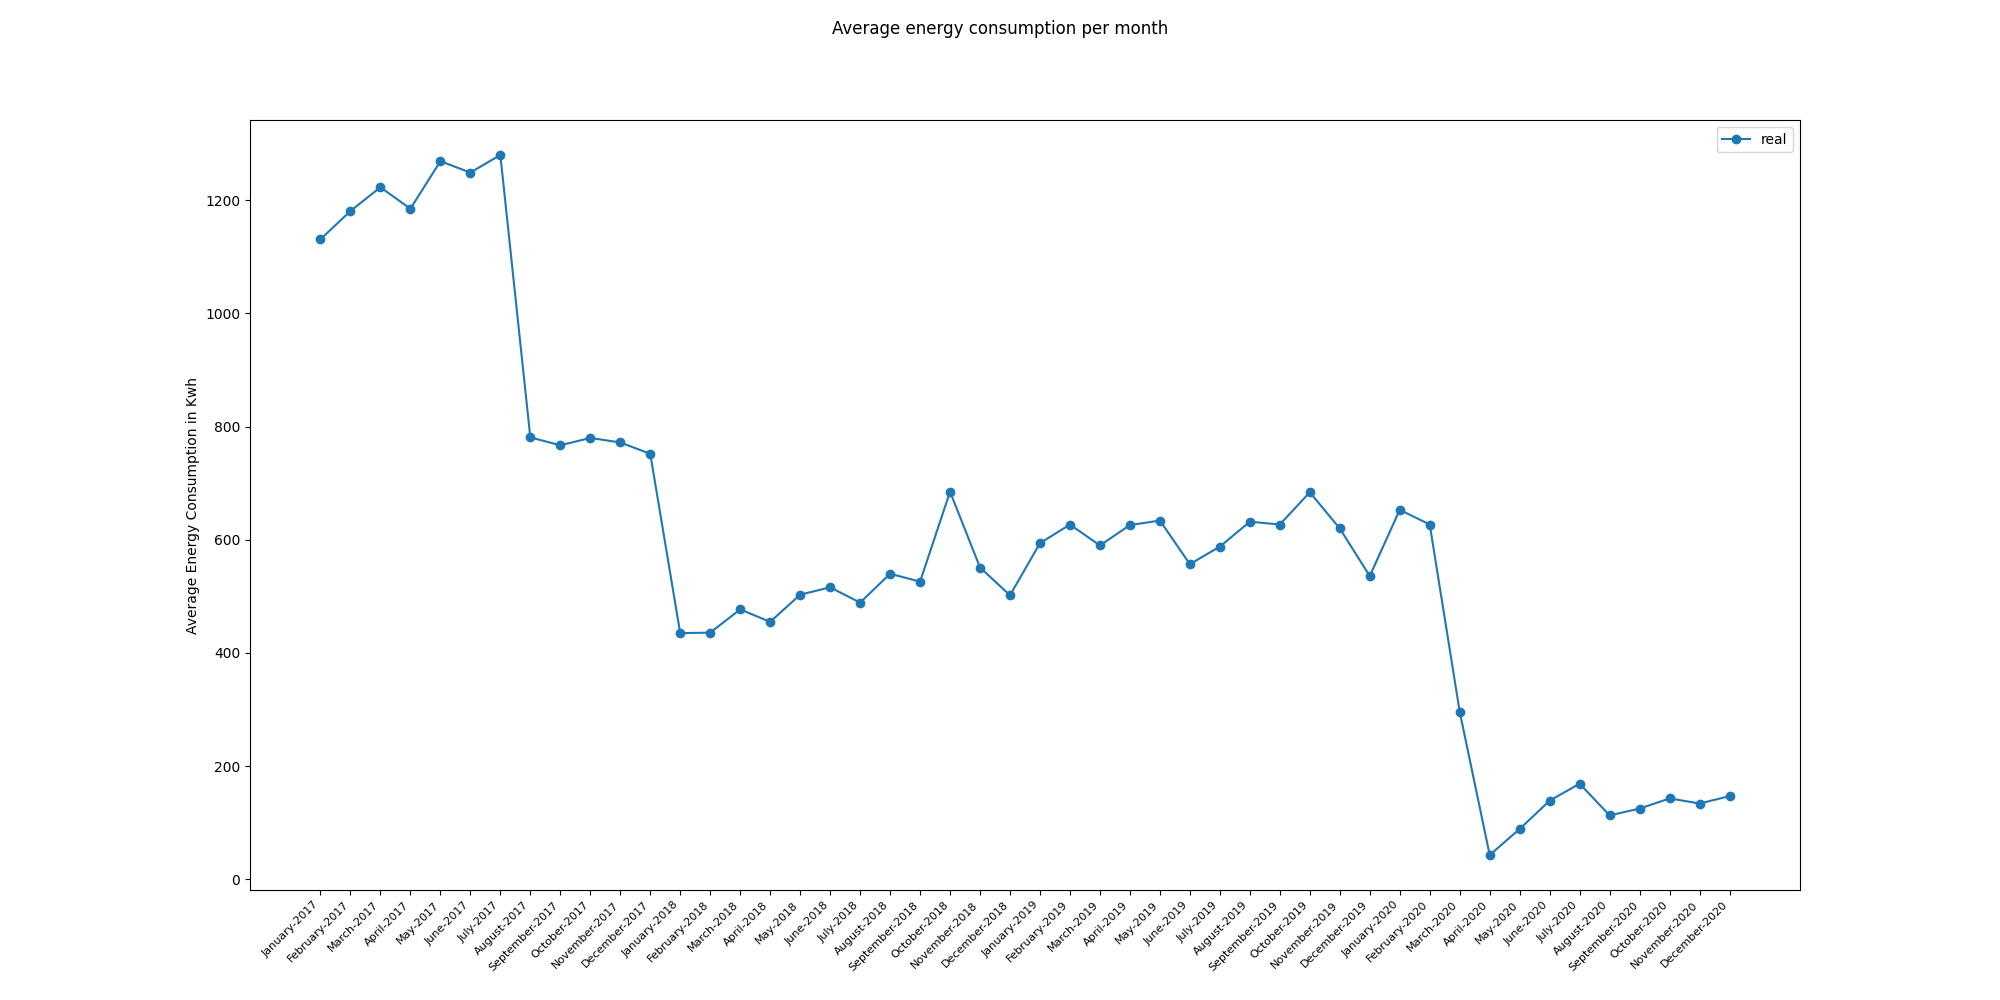 Average energy consumption per month
real
Average Energy Consumption in Kwh
1200
1000
800
600
400
200
0
January-2017
February-2017
March-2017
April-2017
May-2017
June-2017
July-2017
August-2017
September-2017
October-2017
November-2017
December-2017
January-2018
February-2018
March-2018
April-2018
May-2018
June-2018
July-2018
August-2018
September-2018
October-2018
November-2018
December-2018
January-2019
February-2019
March-2019
April-2019
May-2019
June-2019
July-2019
August-2019
September-2019
October-2019
November-2019
December-2019
January-2020
February-2020
March-2020
April-2020
May-2020
June-2020
July-2020
August-2020
September-2020
October-2020
November-2020
December-2020